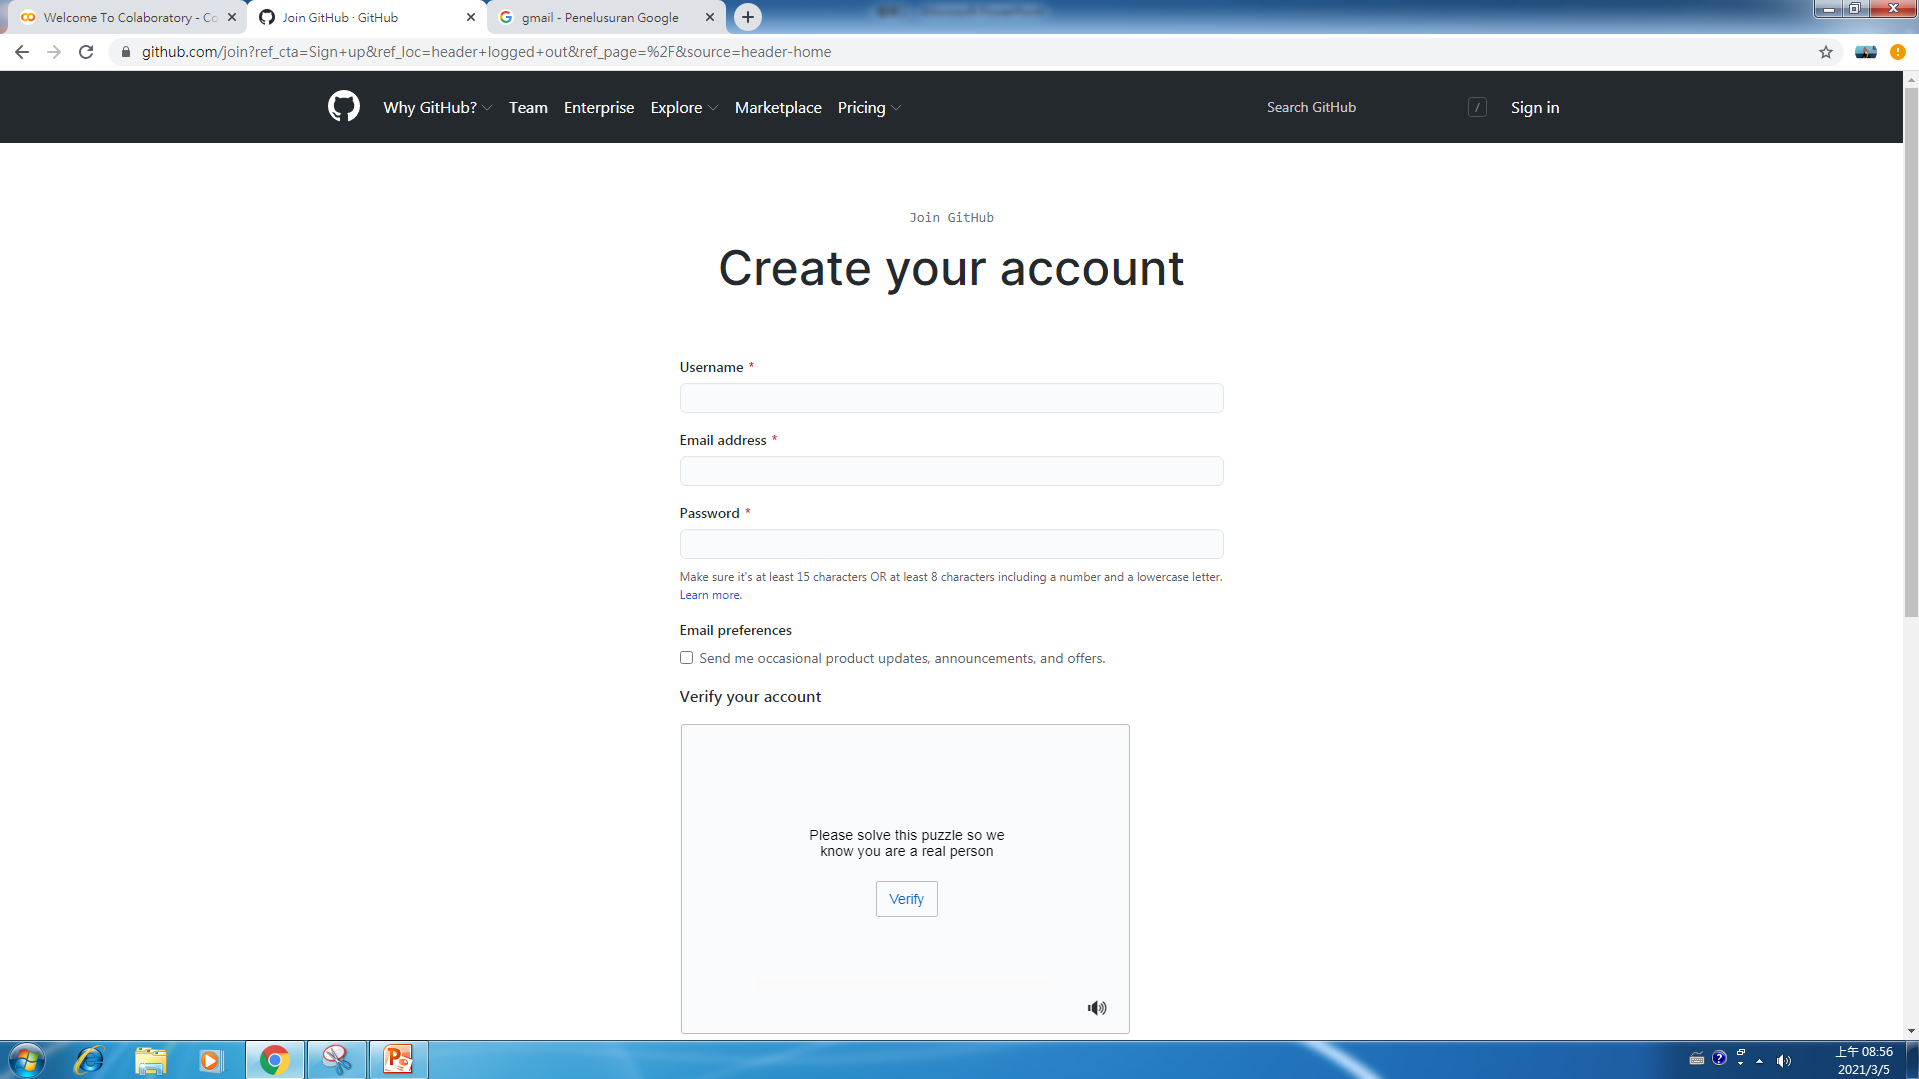 Welcome To Colaboratory - Co
Join GitHub · GitHub
gmail - Penelusuran Google
github.com/join?ref_cta=Sign+up&ref_loc=header+logged+out&ref_page=%2F&source=header-home
Why GitHub? Team Enterprise Explore Marketplace Pricing Search GitHub / Sign in
Join GitHub
Create your account
Username *
Email address *
Password *
Make sure it's at least 15 characters OR at least 8 characters including a number and a lowercase letter.
Learn more.
Email preferences
Send me occasional product updates, announcements, and offers.
Verify your account
Please solve this puzzle so we
know you are a real person
Verify
上午 08:56
2021/3/5